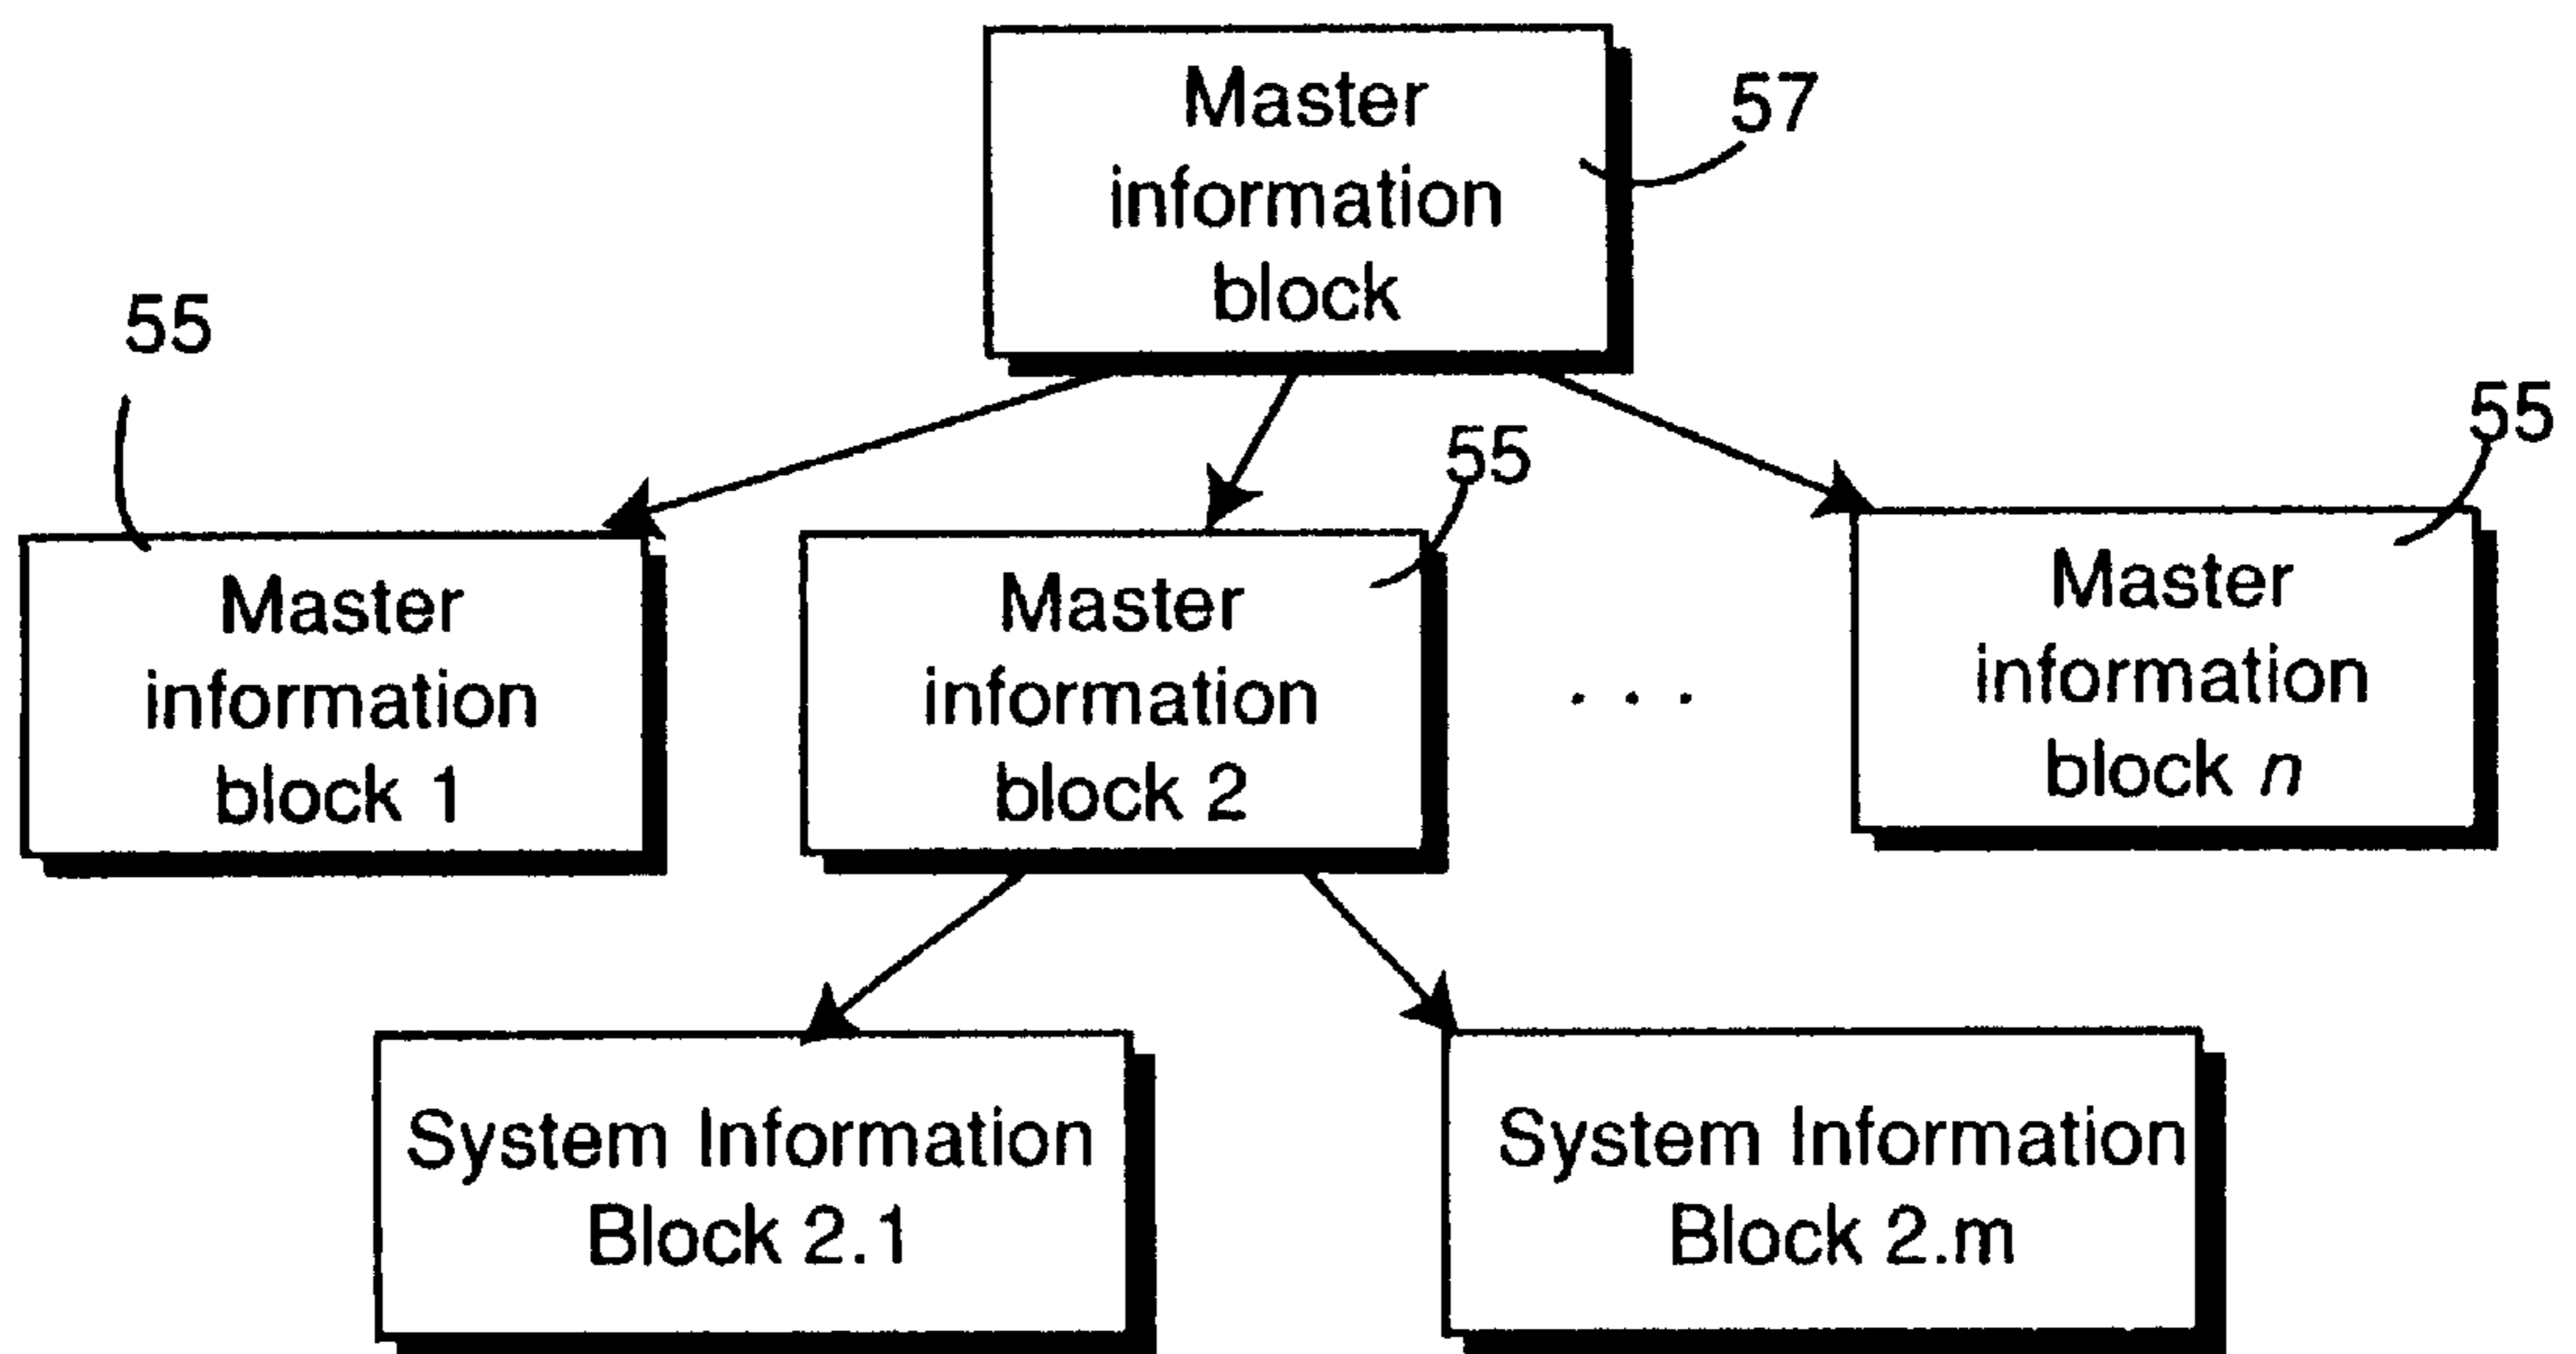 Master
information
block
57
55
55
55
Master
information
block 1
Master
information
block 2
. . .
Master
information
block n
System Information
Block 2.1
System Information
Block 2.m